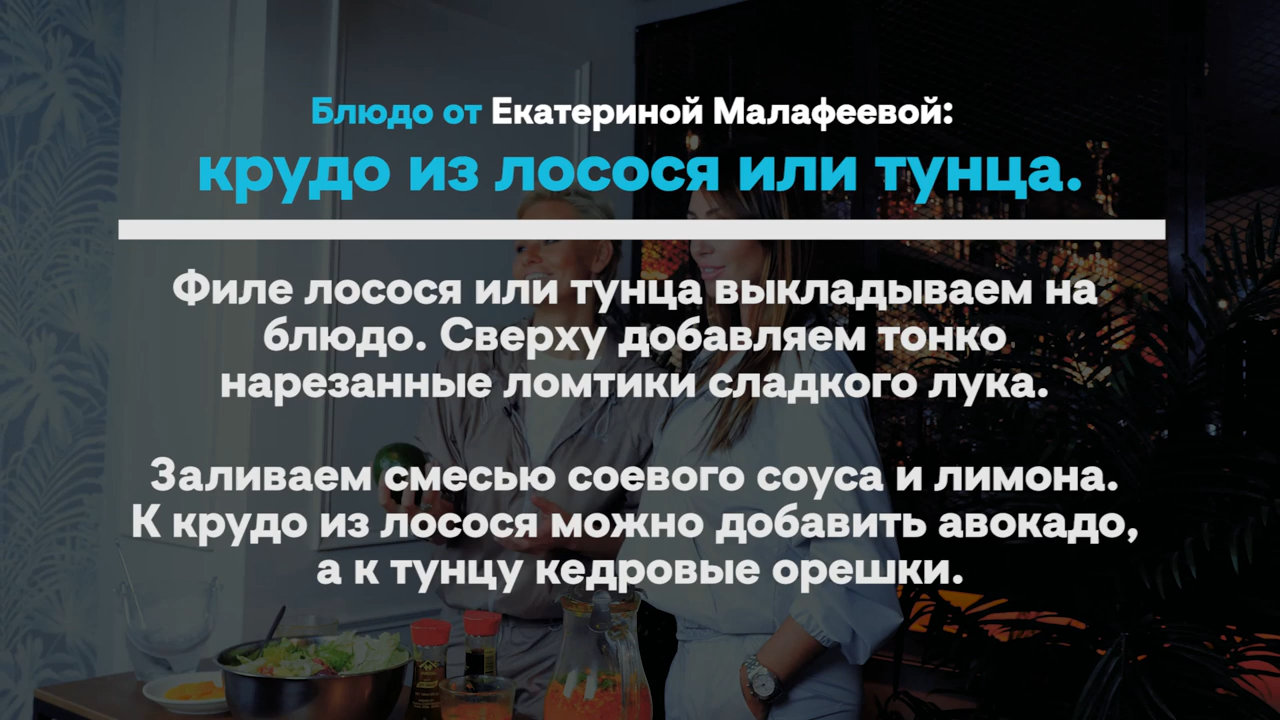 Блюдо от Екатериной Малафеевой:
крудо из лосося или тунца.
Филе лосося или тунца выкладываем на
блюдо. Сверху добавляем тонко
нарезанные ломтики сладкого лука.
Заливаем смесью соевого соуса и лимона.
К крудо из лосося можно добавить авокадо,
а к тунцу кедровые орешки.